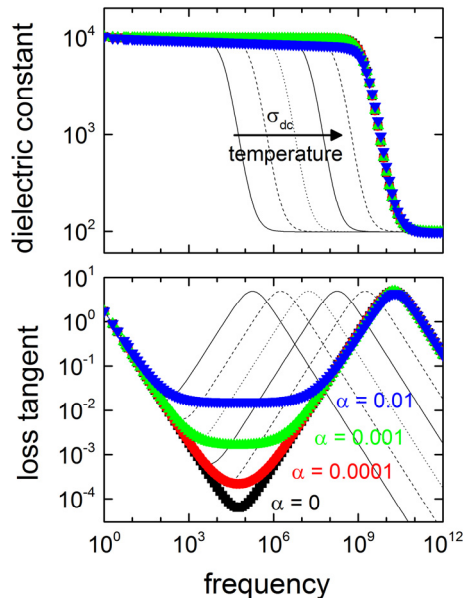 dielectric constant
10⁴
10³
10²
σdc
temperature
loss tangent
10¹
10⁰
10⁻¹
10⁻²
10⁻³
10⁻⁴
α = 0.01
α = 0.001
α = 0.0001
α = 0
10⁰ 10³ 10⁶ 10⁹ 10¹²
frequency